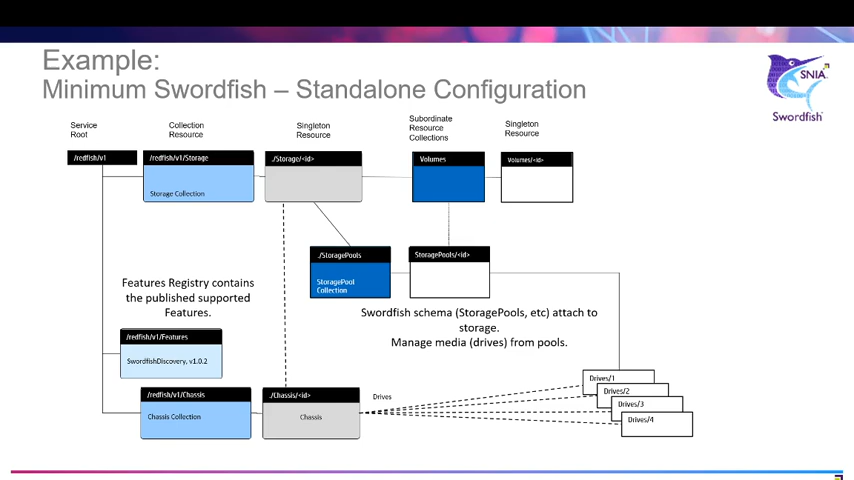 Example:
Minimum Swordfish – Standalone Configuration
SNIA
Swordfish
Service
Root
Collection
Resource
Singleton
Resource
Subordinate
Resource
Collections
Singleton
Resource
/redfish/v1
/redfish/v1/Storage
Storage Collection
./Storage/<id>
Volumes
Volumes/<id>
./StoragePools
StoragePool
Collection
StoragePools/<id>
Features Registry contains
the published supported
Features.
Swordfish schema (StoragePools, etc) attach to
storage.
Manage media (drives) from pools.
/redfish/v1/Features
SwordfishDiscovery, v1.0.2
/redfish/v1/Chassis
Chassis Collection
./Chassis/<id>
Chassis
Drives
Drives/1
Drives/2
Drives/3
Drives/4